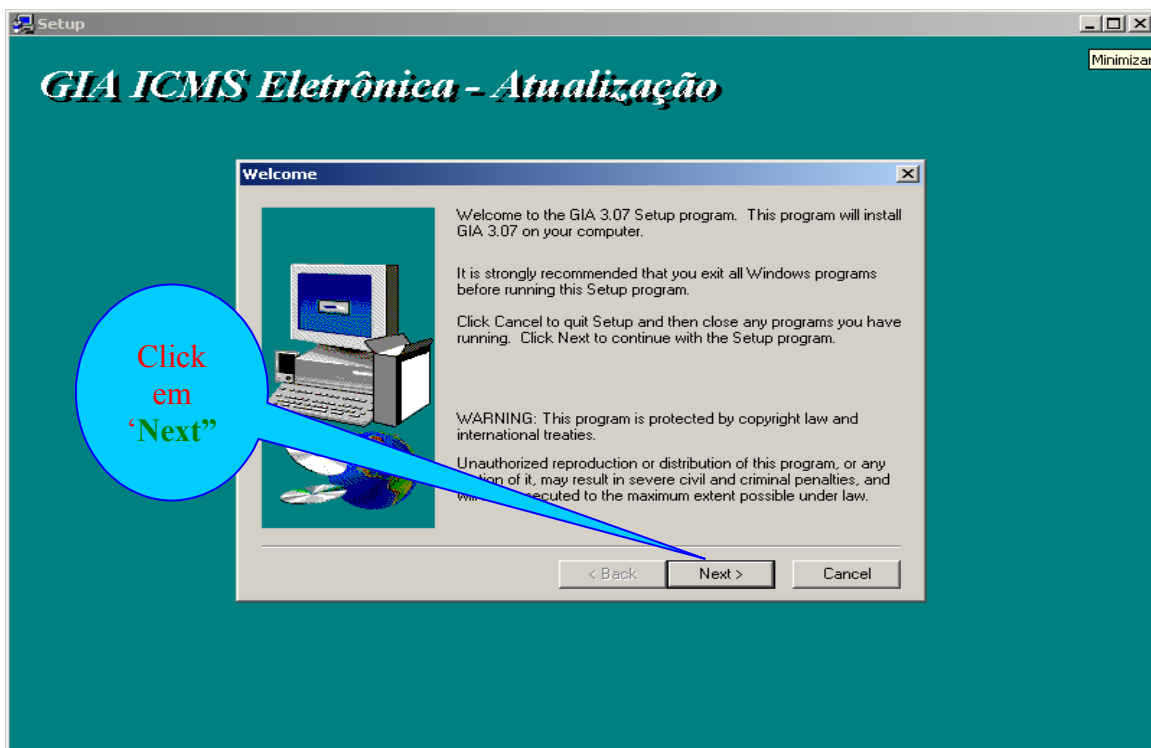 Setup
Minimizar
GIA ICMS Eletrônica - Atualização
Welcome
Welcome to the GIA 3.07 Setup program. This program will install
GIA 3.07 on your computer.
It is strongly recommended that you exit all Windows programs
before running this Setup program.
Click Cancel to quit Setup and then close any programs you have
running. Click Next to continue with the Setup program.
Click
em
‘Next”
WARNING: This program is protected by copyright law and
international treaties.
Unauthorized reproduction or distribution of this program, or any
of it, may result in severe civil and criminal penalties, and
to the maximum extent possible under law.
< Back
Next >
Cancel